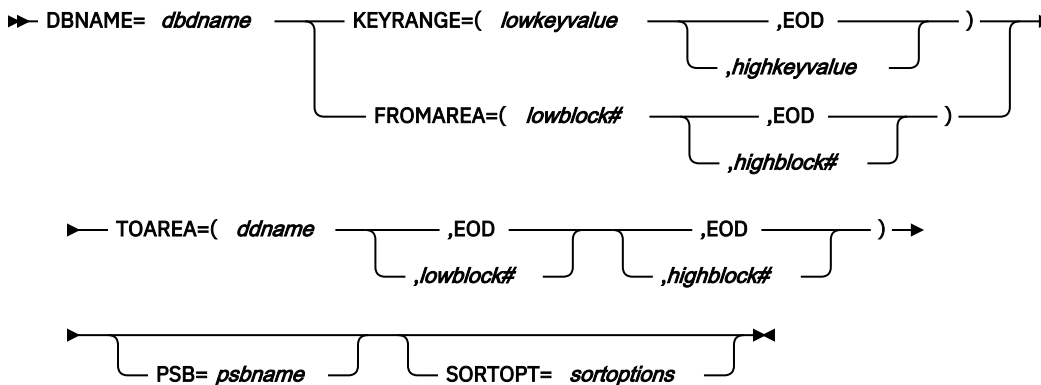 DBNAME= dbdname KEYRANGE=( lowkeyvalue ,EOD )
,highkeyvalue
FROMAREA=( lowblock# ,EOD )
,highblock#
TOAREA=( ddname ,EOD ,EOD )
,lowblock# ,highblock#
PSB= psbname SORTOPT= sortoptions